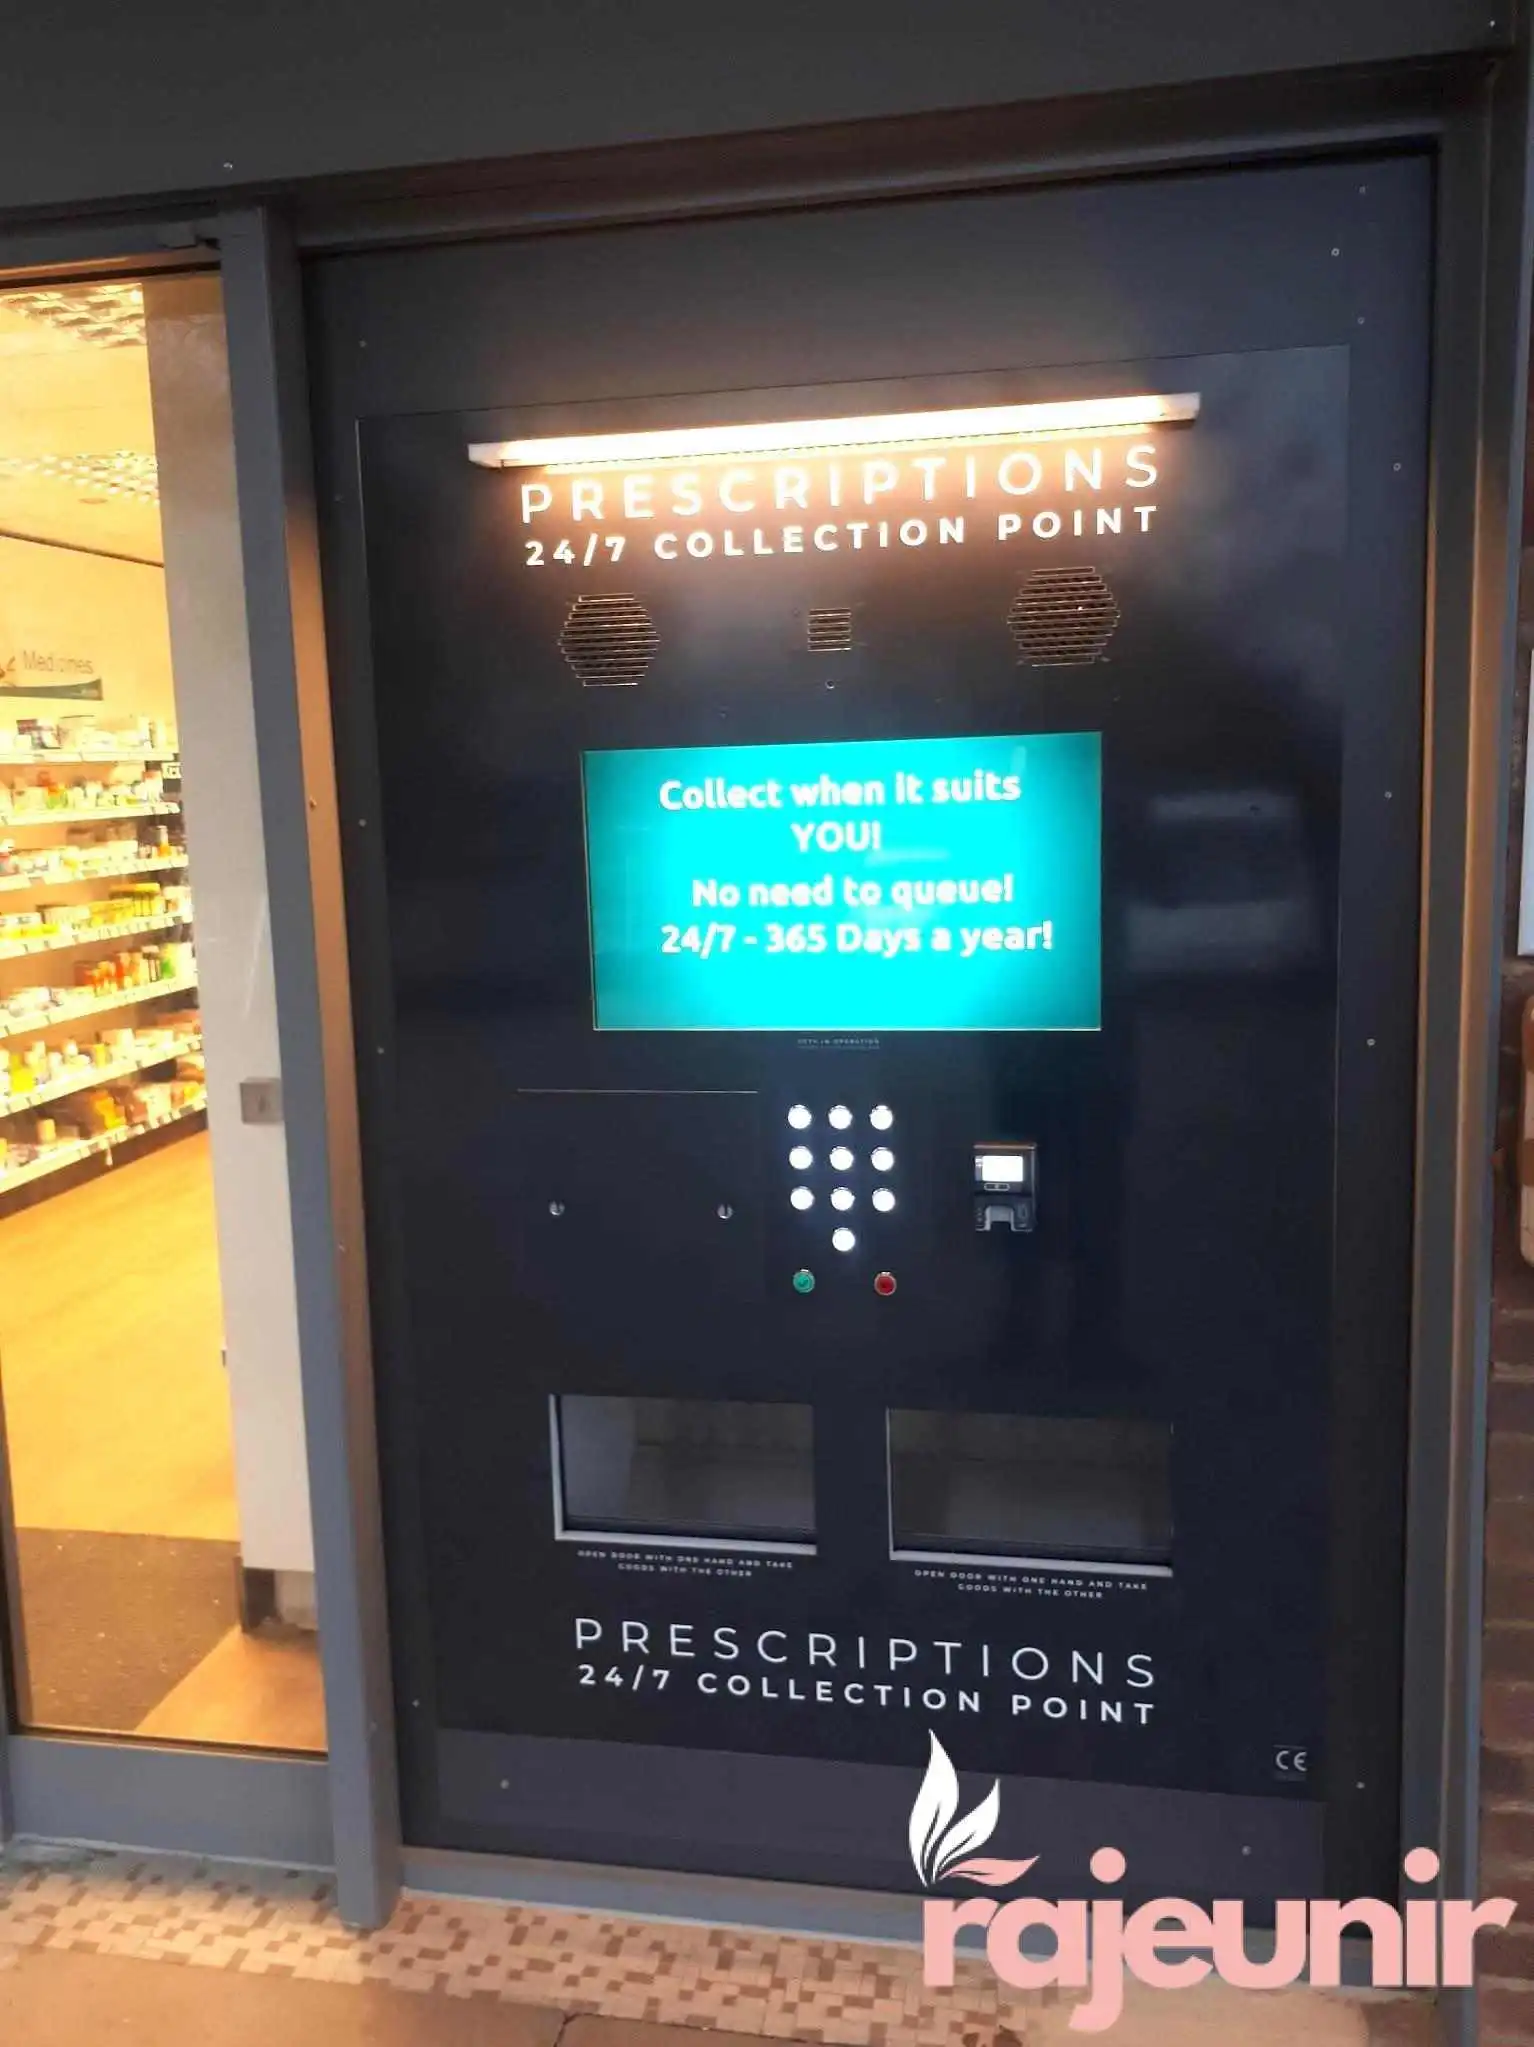 PRESCRIPTIONS
24/7 COLLECTION POINT
Medicines
Collect when it suits
YOU!
No need to queue!
24/7 - 365 Days a year!
OPEN DOOR WITH ONE HAND AND TAKE
GOODS WITH THE OTHER
OPEN DOOR WITH ONE HAND AND TAKE
GOODS WITH THE OTHER
PRESCRIPTIONS
24/7 COLLECTION POINT
CE
rajeunir